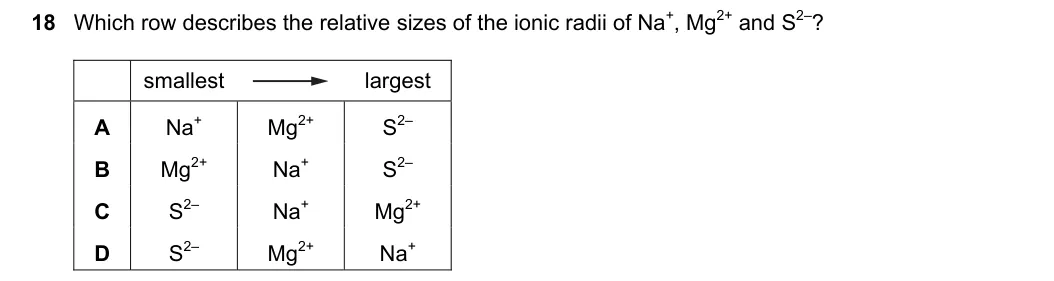 18 Which row describes the relative sizes of the ionic radii of Na⁺, Mg²⁺ and S²⁻?
smallest → largest
A Na⁺ Mg²⁺ S²⁻
B Mg²⁺ Na⁺ S²⁻
C S²⁻ Na⁺ Mg²⁺
D S²⁻ Mg²⁺ Na⁺